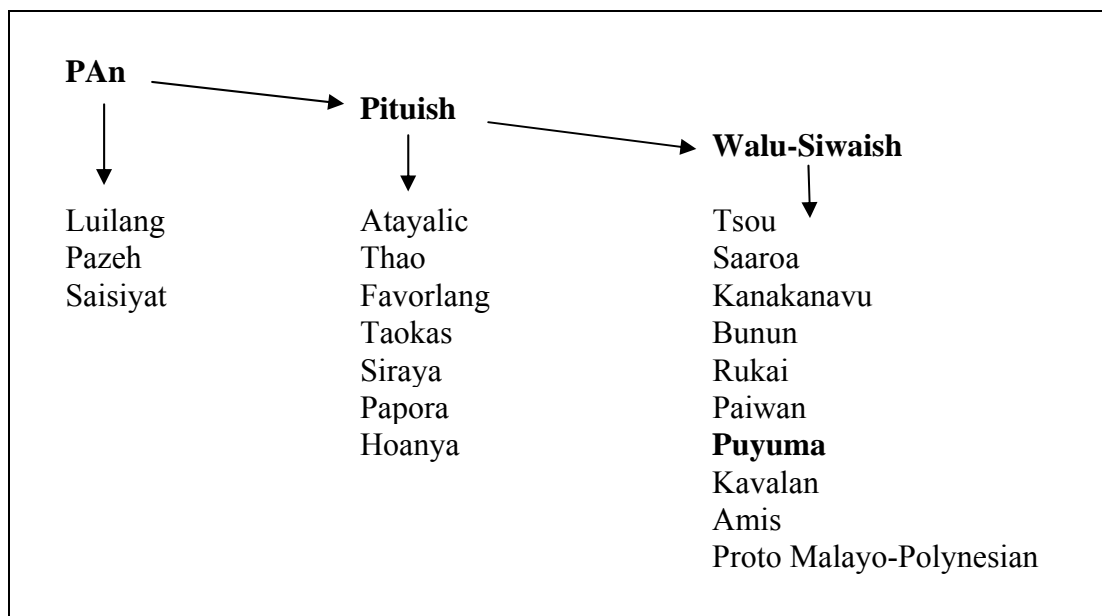 PAn
Pituish
Walu-Siwaish
Luilang
Pazeh
Saisiyat
Atayalic
Thao
Favorlang
Taokas
Siraya
Papora
Hoanya
Tsou
Saaroa
Kanakanavu
Bunun
Rukai
Paiwan
Puyuma
Kavalan
Amis
Proto Malayo-Polynesian